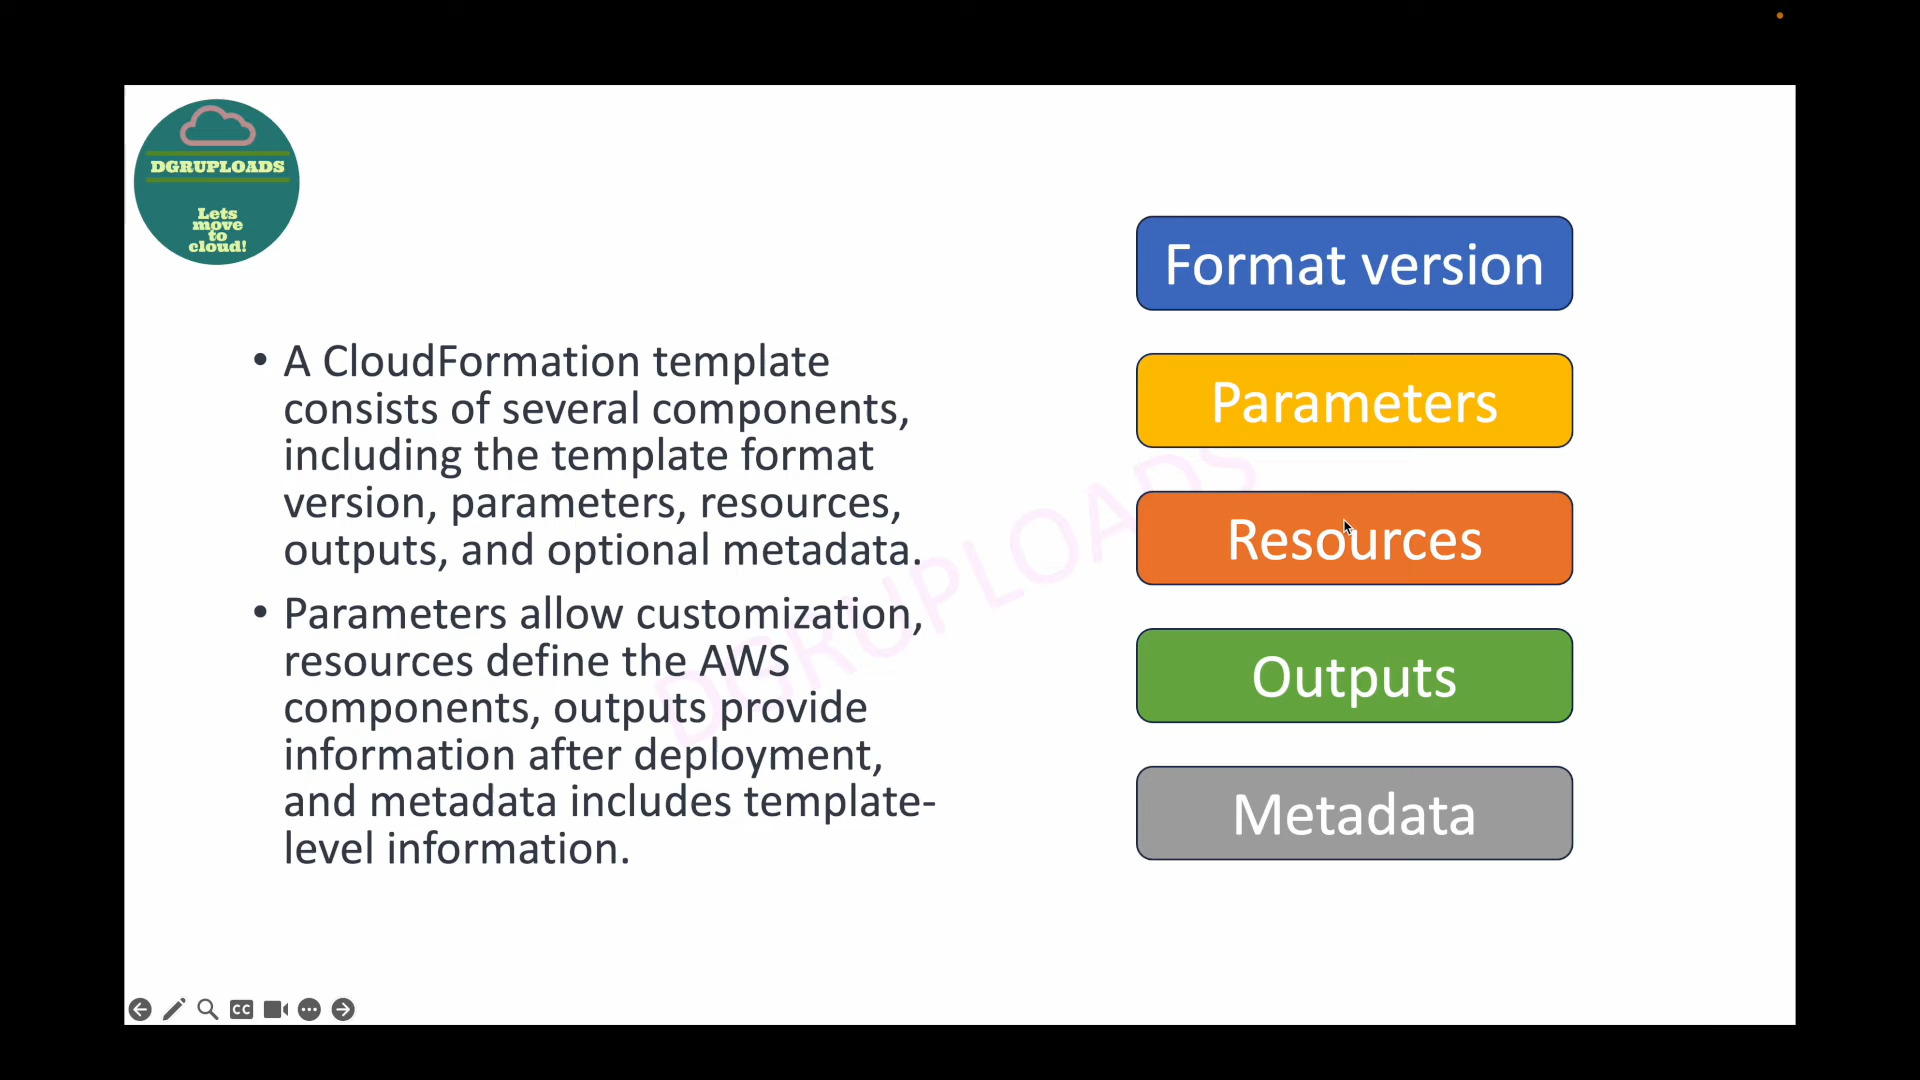 DGRUPLOADS
Lets
move
to
cloud!
• A CloudFormation template
consists of several components,
including the template format
version, parameters, resources,
outputs, and optional metadata.
• Parameters allow customization,
resources define the AWS
components, outputs provide
information after deployment,
and metadata includes template-
level information.
Format version
Parameters
Resources
Outputs
Metadata
DGRUPLOADS
CC